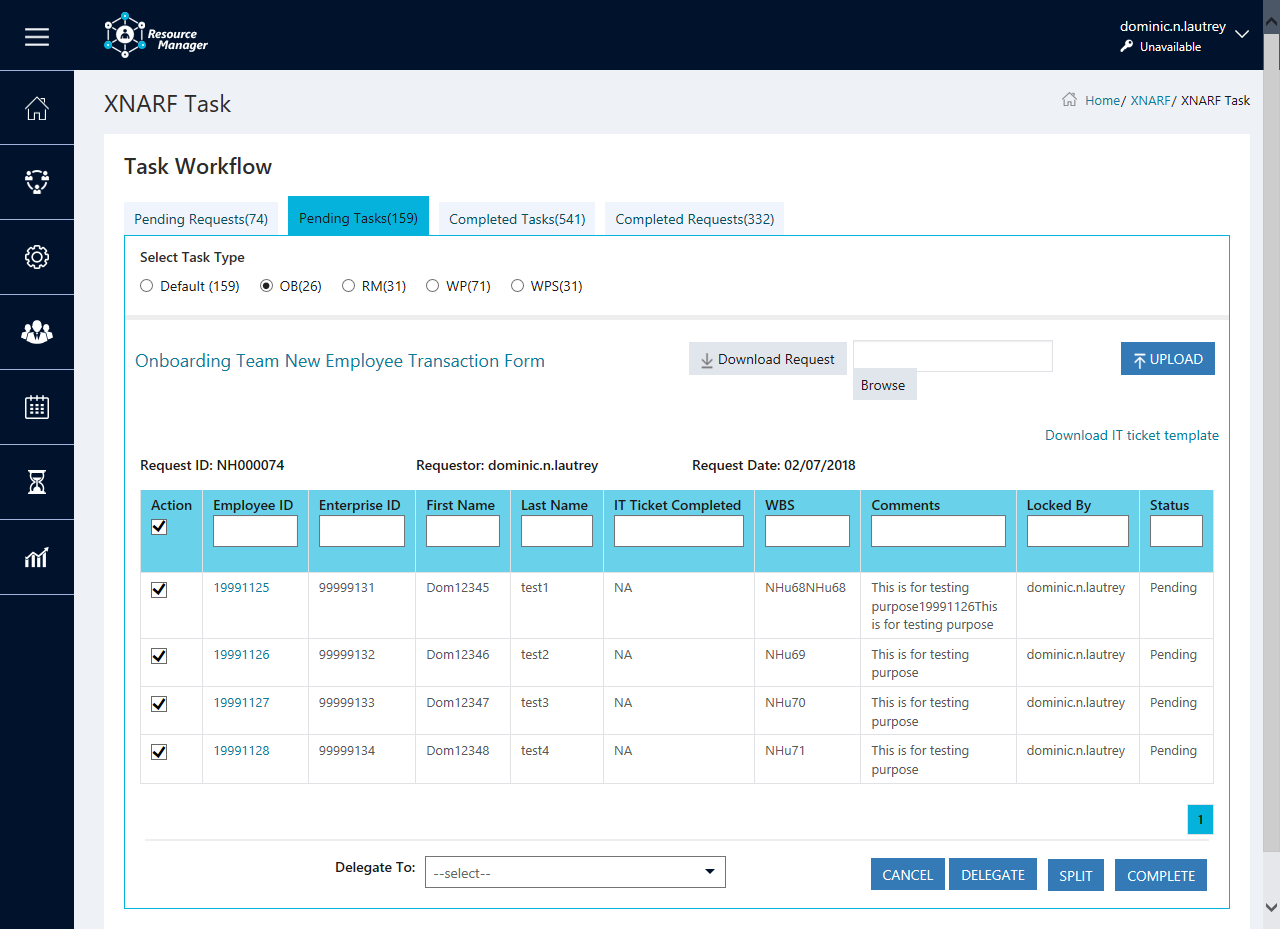 Resource
Manager
dominic.n.lautrey
Unavailable
XNARF Task
Home/ XNARF/ XNARF Task
Task Workflow
Pending Requests(74) Pending Tasks(159) Completed Tasks(541) Completed Requests(332)
Select Task Type
Default (159) OB(26) RM(31) WP(71) WPS(31)
Onboarding Team New Employee Transaction Form
Download Request
Browse
UPLOAD
Download IT ticket template
Request ID: NH000074 Requestor: dominic.n.lautrey Request Date: 02/07/2018
Action Employee ID Enterprise ID First Name Last Name IT Ticket Completed WBS Comments Locked By Status
19991125 99999131 Dom12345 test1 NA NHu68NHu68 This is for testing dominic.n.lautrey Pending
purpose19991126This
is for testing purpose
19991126 99999132 Dom12346 test2 NA NHu69 This is for testing dominic.n.lautrey Pending
purpose
19991127 99999133 Dom12347 test3 NA NHu70 This is for testing dominic.n.lautrey Pending
purpose
19991128 99999134 Dom12348 test4 NA NHu71 This is for testing dominic.n.lautrey Pending
purpose
1
Delegate To: --select--
CANCEL DELEGATE SPLIT COMPLETE